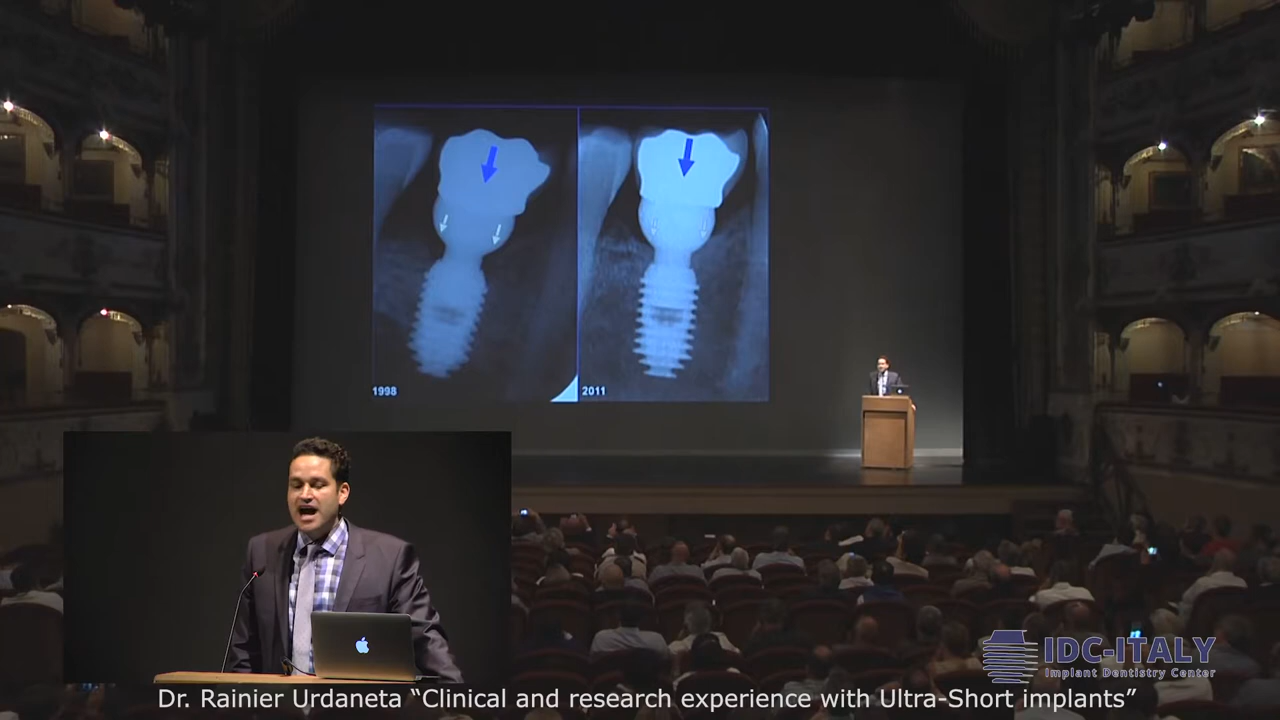 1998
2011
IDC-ITALY
Implant Dentistry Center
Dr. Rainier Urdaneta “Clinical and research experience with Ultra-Short implants”